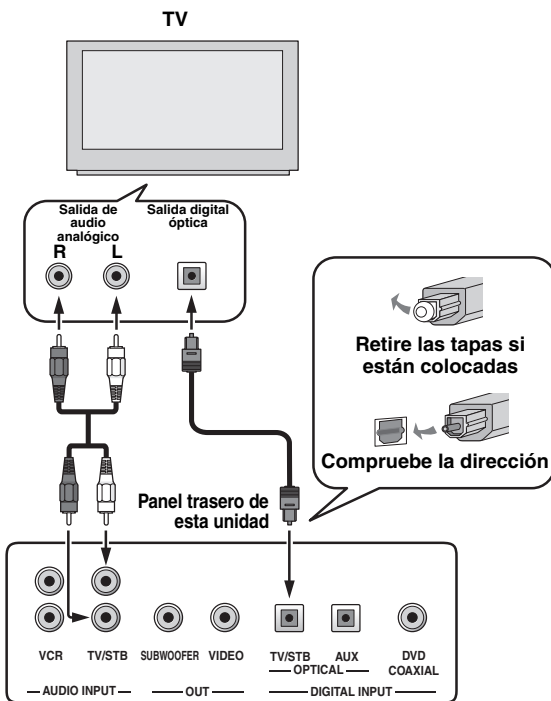 TV
Salida de
audio
analógico
Salida digital
óptica
R L
Retire las tapas si
están colocadas
Compruebe la dirección
Panel trasero de
esta unidad
VCR TV/STB SUBWOOFER VIDEO TV/STB AUX DVD
OPTICAL COAXIAL
AUDIO INPUT OUT DIGITAL INPUT